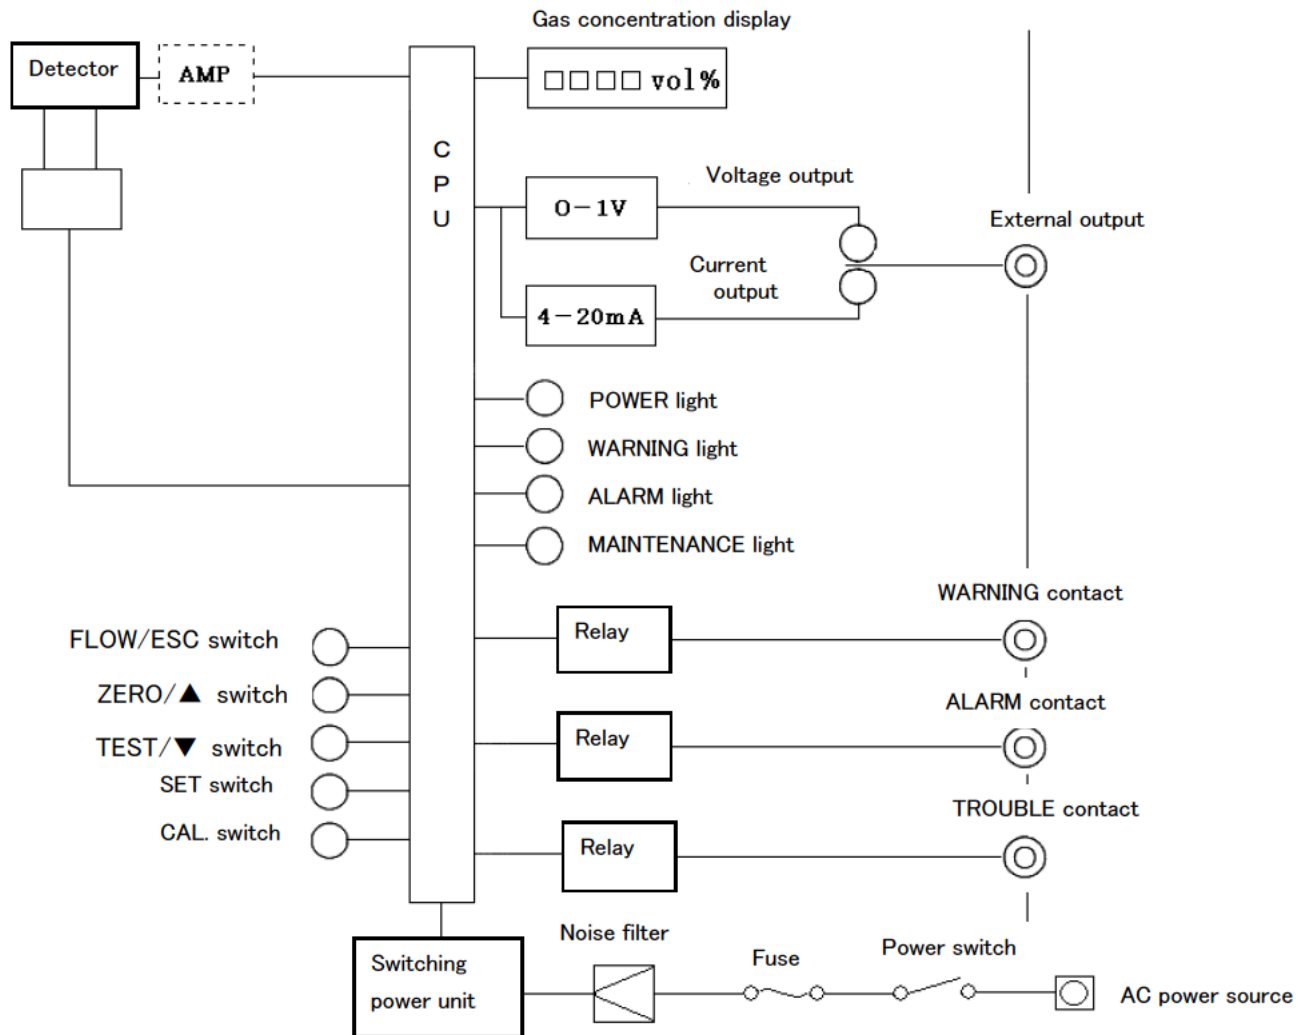 Gas concentration display
Detector
AMP
□□□□ vol%
C
P
U
Voltage output
0-1V
External output
Current
output
4-20mA
POWER light
WARNING light
ALARM light
MAINTENANCE light
WARNING contact
FLOW/ESC switch
Relay
ZERO/▲ switch
ALARM contact
TEST/▼ switch
Relay
SET switch
TROUBLE contact
CAL. switch
Relay
Noise filter
Power switch
Fuse
Switching
power unit
AC power source